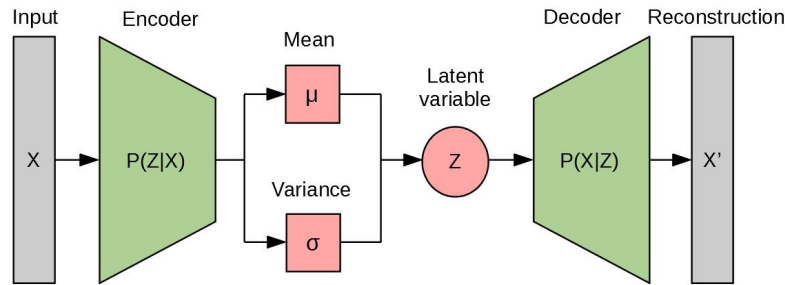 Input
Encoder
Mean
Latent
variable
Decoder
Reconstruction
X
P(Z|X)
μ
Variance
σ
Z
P(X|Z)
X’